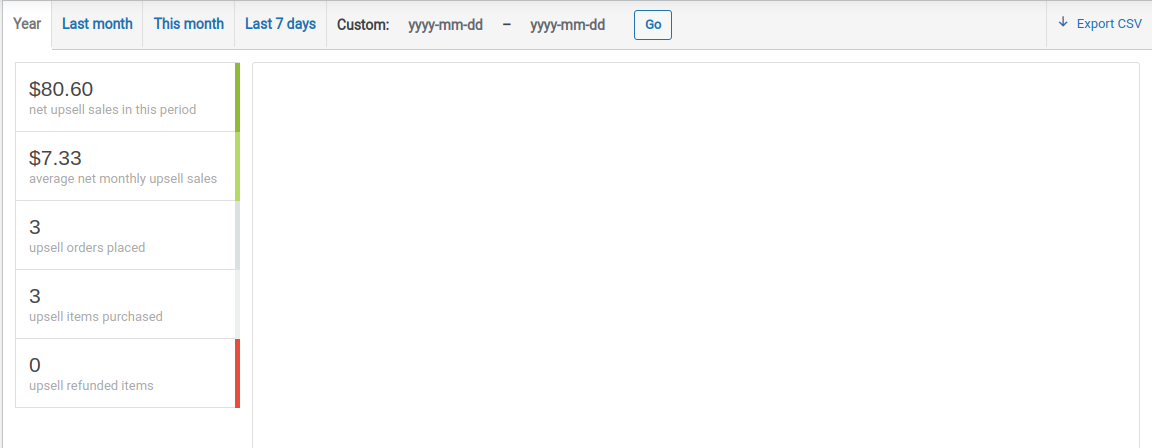 Year Last month This month Last 7 days Custom: yyyy-mm-dd – yyyy-mm-dd Go Export CSV
$80.60
net upsell sales in this period
$7.33
average net monthly upsell sales
3
upsell orders placed
3
upsell items purchased
0
upsell refunded items